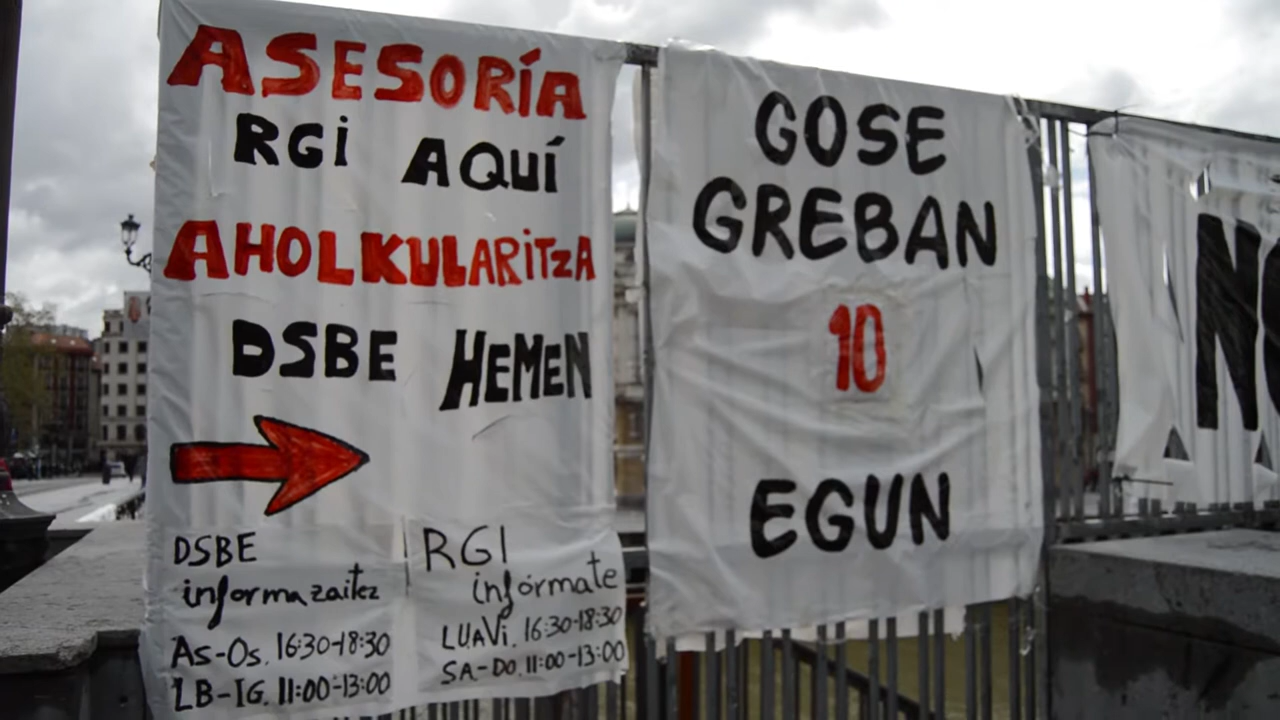 ASESORÍA
RGI AQUÍ
AHOLKULARITZA
DSBE HEMEN
DSBE
informazaitez
As-Os. 16:30-18:30
LB-IG. 11:00-13:00
RGI
infórmate
LUaVi. 16:30-18:30
SA-DO. 11:00-13:00
GOSE
GREBAN
10
EGUN